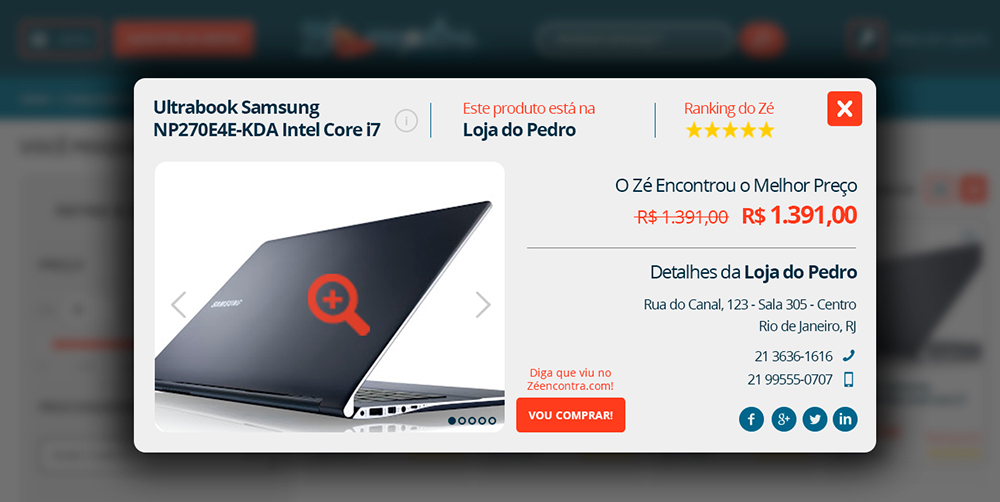 Ultrabook Samsung
NP270E4E-KDA Intel Core i7
i
Este produto está na
Loja do Pedro
Ranking do Zé
SAMSUNG
O Zé Encontrou o Melhor Preço
R$ 1.391,00 R$ 1.391,00
Detalhes da Loja do Pedro
Rua do Canal, 123 - Sala 305 - Centro
Rio de Janeiro, RJ
21 3636-1616
21 99555-0707
Diga que viu no
Zéencontra.com!
VOU COMPRAR!